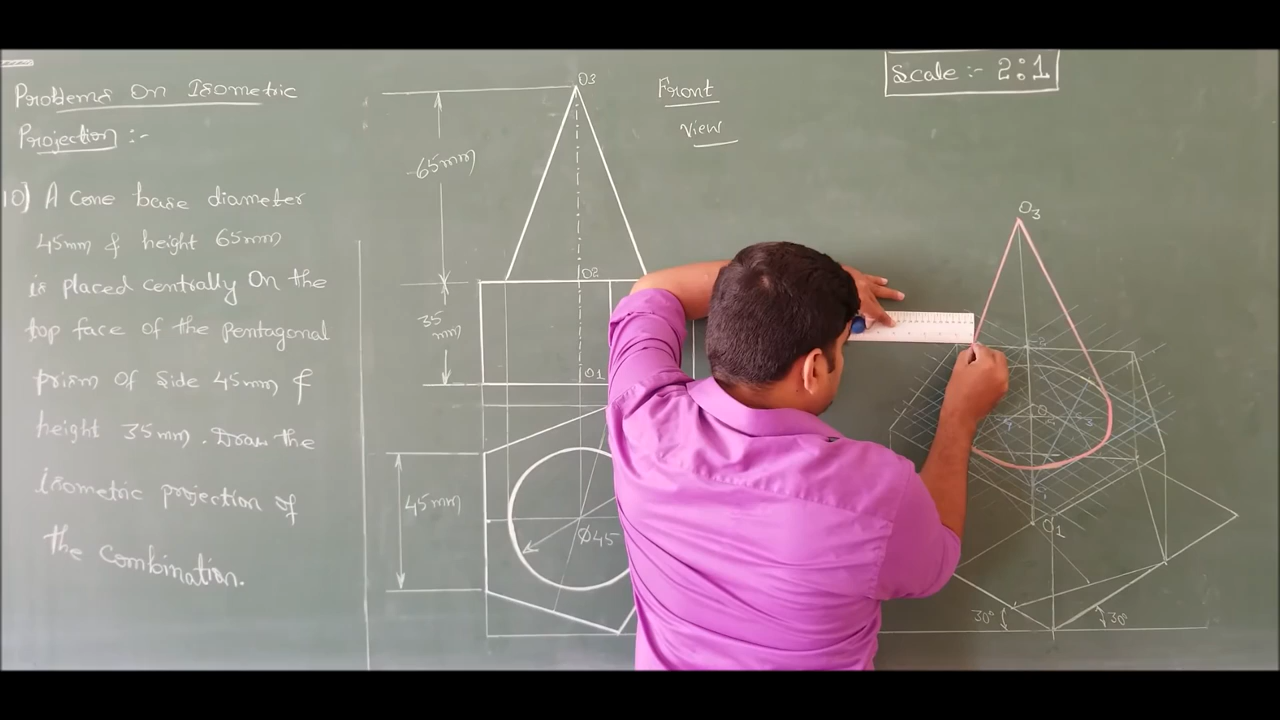 Problems On Isometric
Projection :-
10) A Cone base diameter
45mm & height 65mm
is placed centrally On the
top face of the Pentagonal
prism Of Side 45mm &
height 35mm. Draw the
isometric projection of
the Combination.
O3
Front
View
Scale :- 2:1
65mm
O2
35
mm
O1
45mm
Ø45
O3
O1
30°
30°